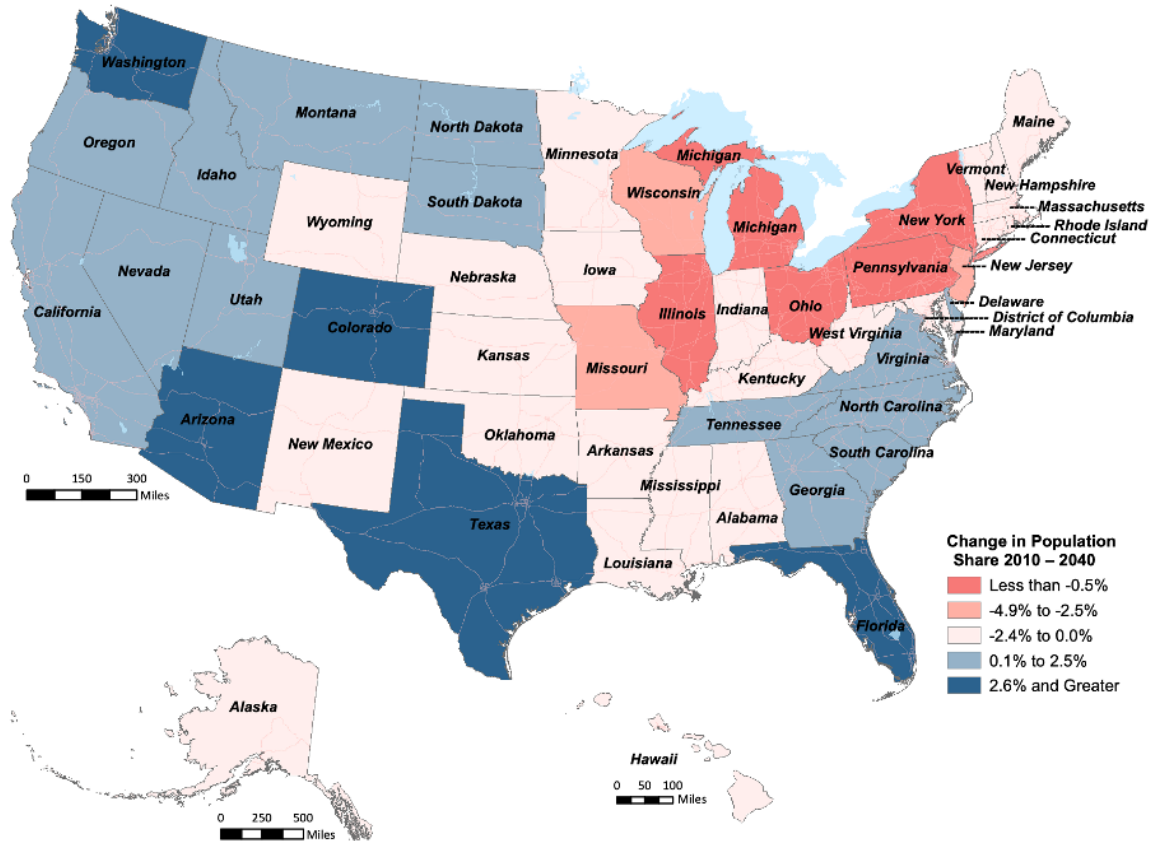 Washington
Montana
North Dakota
Minnesota
Michigan
Maine
Oregon
Idaho
South Dakota
Wisconsin
Vermont
New Hampshire
Massachusetts
Rhode Island
Connecticut
Wyoming
Michigan
New York
Nevada
Nebraska
Iowa
Pennsylvania
New Jersey
California
Utah
Colorado
Illinois
Indiana
Ohio
Delaware
District of Columbia
Maryland
West Virginia
Virginia
Kansas
Missouri
Kentucky
Arizona
New Mexico
Oklahoma
Arkansas
Tennessee
North Carolina
South Carolina
0 150 300
Miles
Texas
Mississippi
Alabama
Georgia
Louisiana
Florida
Change in Population
Share 2010 – 2040
Less than -0.5%
-4.9% to -2.5%
-2.4% to 0.0%
0.1% to 2.5%
2.6% and Greater
Alaska
0 250 500
Miles
Hawaii
0 50 100
Miles